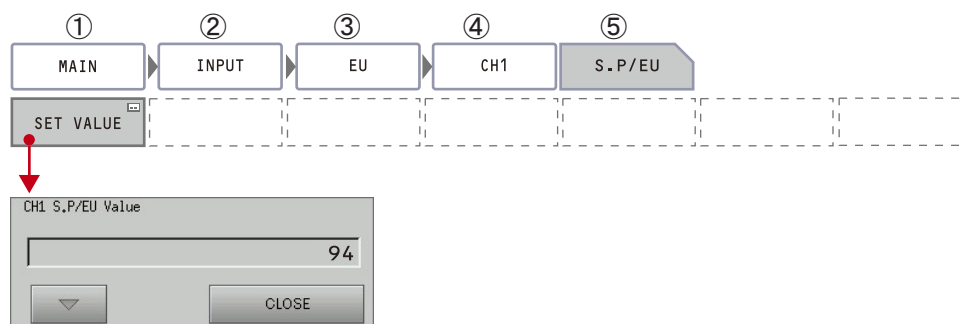 ① ② ③ ④ ⑤
MAIN INPUT EU CH1 S.P/EU
SET VALUE
CH1 S.P/EU Value
94
CLOSE